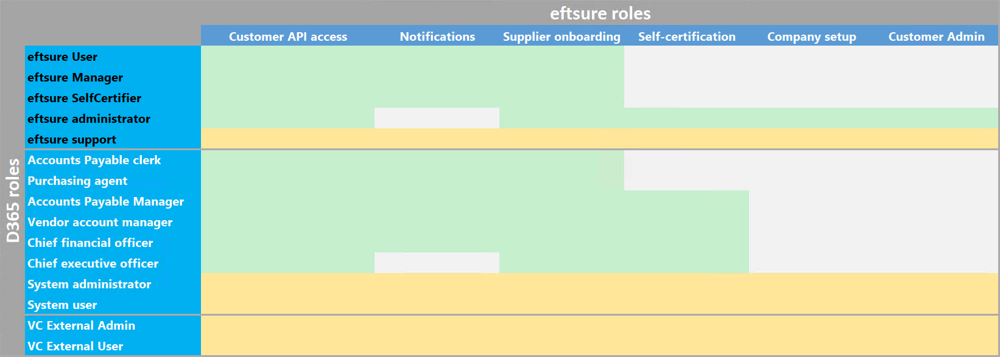 eftsure roles
Customer API access Notifications Supplier onboarding Self-certification Company setup Customer Admin
D365 roles
eftsure User
eftsure Manager
eftsure SelfCertifier
eftsure administrator
eftsure support
Accounts Payable clerk
Purchasing agent
Accounts Payable Manager
Vendor account manager
Chief financial officer
Chief executive officer
System administrator
System user
VC External Admin
VC External User